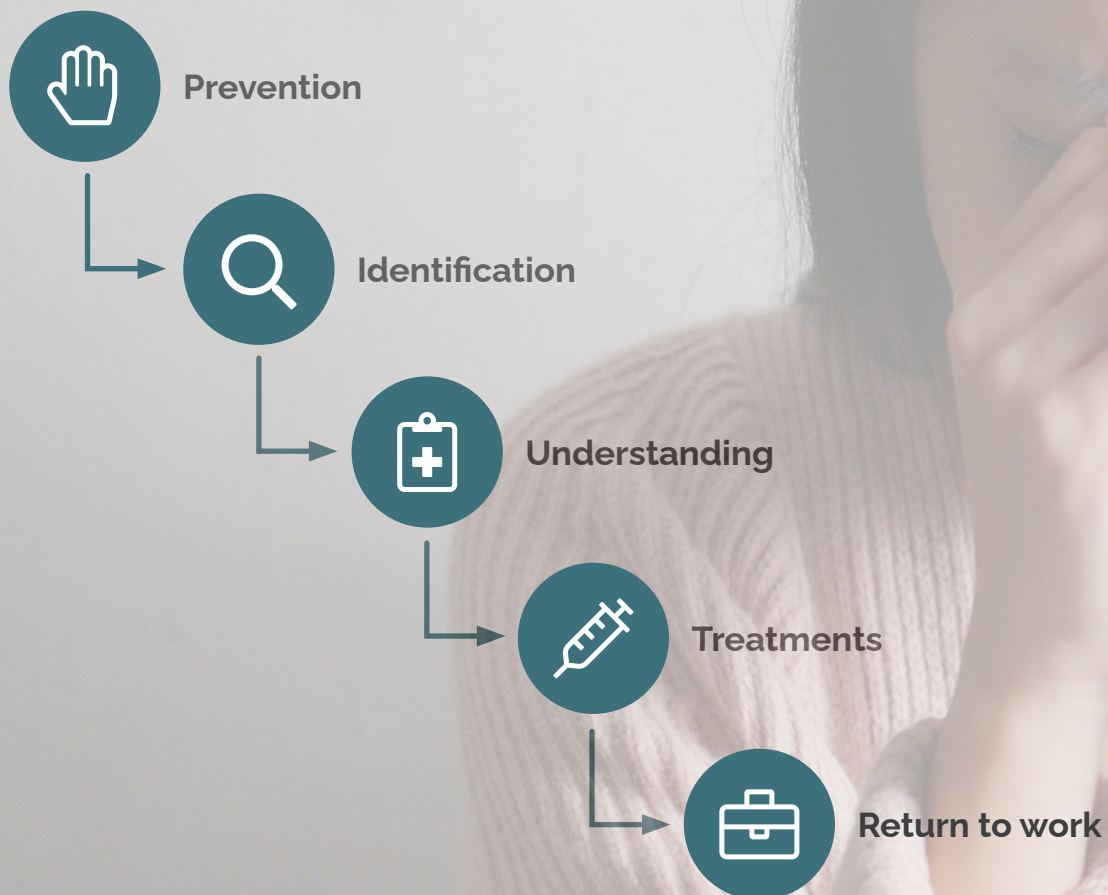 Prevention
Identification
Understanding
Treatments
Return to work